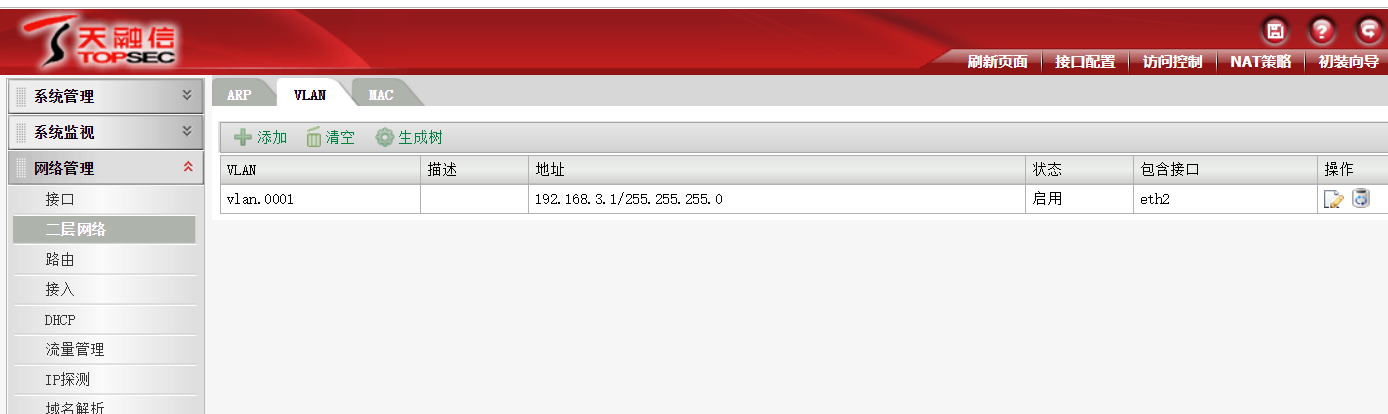 天融信
TOPSEC
刷新页面 接口配置 访问控制 NAT策略 初装向导
系统管理
系统监视
网络管理
接口
二层网络
路由
接入
DHCP
流量管理
IP探测
域名解析
ARP VLAN MAC
添加 清空 生成树
VLAN 描述 地址 状态 包含接口 操作
vlan.0001 192.168.3.1/255.255.255.0 启用 eth2